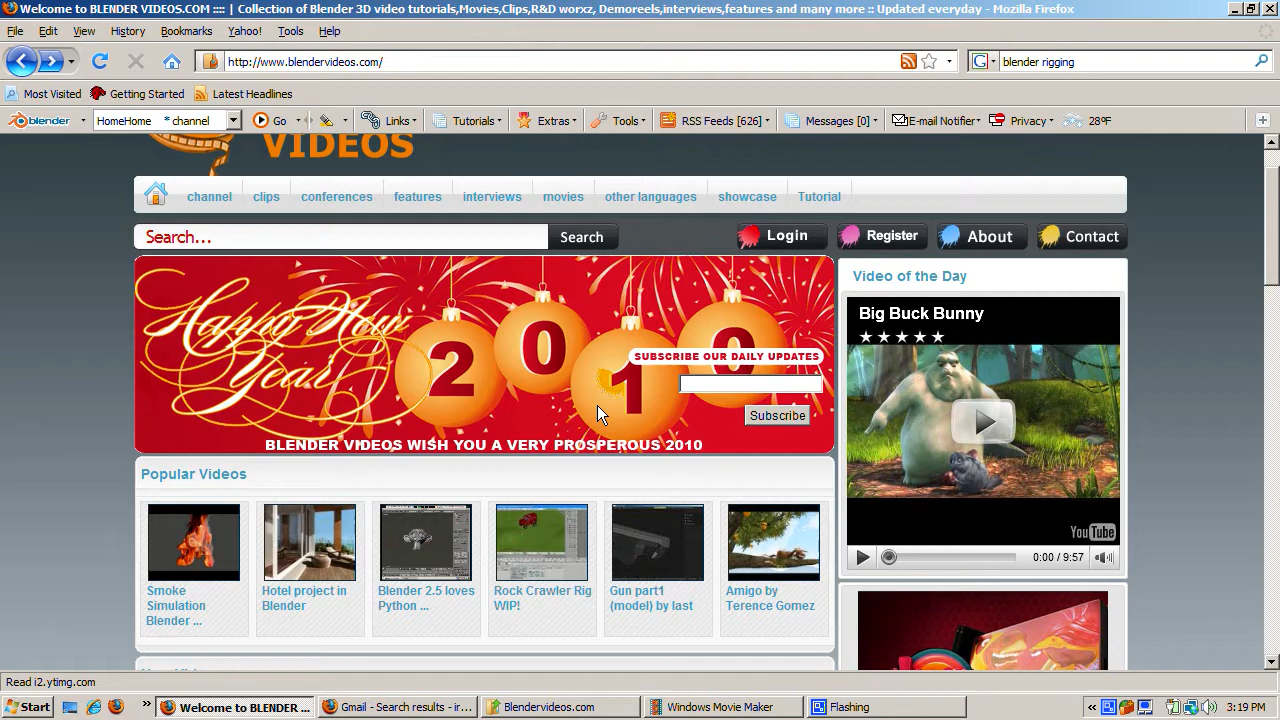 Welcome to BLENDER VIDEOS.COM :::: | Collection of Blender 3D video tutorials,Movies,Clips,R&D worxz, Demoreels,interviews,features and many more :: Updated everyday - Mozilla Firefox
File Edit View History Bookmarks Yahoo! Tools Help
http://www.blendervideos.com/
blender rigging
Most Visited Getting Started Latest Headlines
blender HomeHome * channel Go Links Tutorials Extras Tools RSS Feeds [626] Messages [0] E-mail Notifier Privacy 28°F
VIDEOS
channel clips conferences features interviews movies other languages showcase Tutorial
Search... Search Login Register About Contact
Happy New
Year
2 0 1 0
SUBSCRIBE OUR DAILY UPDATES
Subscribe
BLENDER VIDEOS WISH YOU A VERY PROSPEROUS 2010
Video of the Day
Big Buck Bunny
YouTube
0:00 / 9:57
Popular Videos
Smoke
Simulation
Blender ...
Hotel project in
Blender
Blender 2.5 loves
Python ...
Rock Crawler Rig
WIP!
Gun part1
(model) by last
Amigo by
Terence Gomez
Read i2.ytimg.com
Start » Welcome to BLENDER ... Gmail - Search results - ir... Blendervideos.com Windows Movie Maker Flashing « 3:19 PM